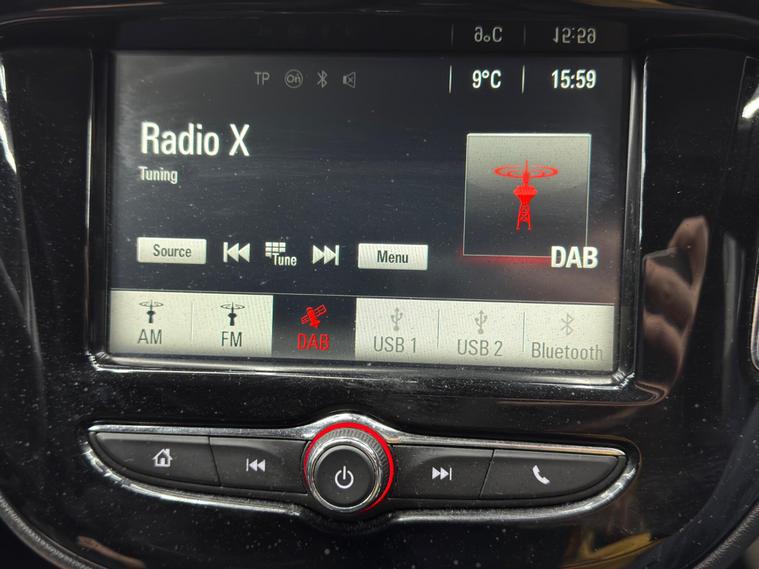 TP
9°C
15:59
Radio X
Tuning
DAB
Source
Tune
Menu
AM
FM
DAB
USB 1
USB 2
Bluetooth